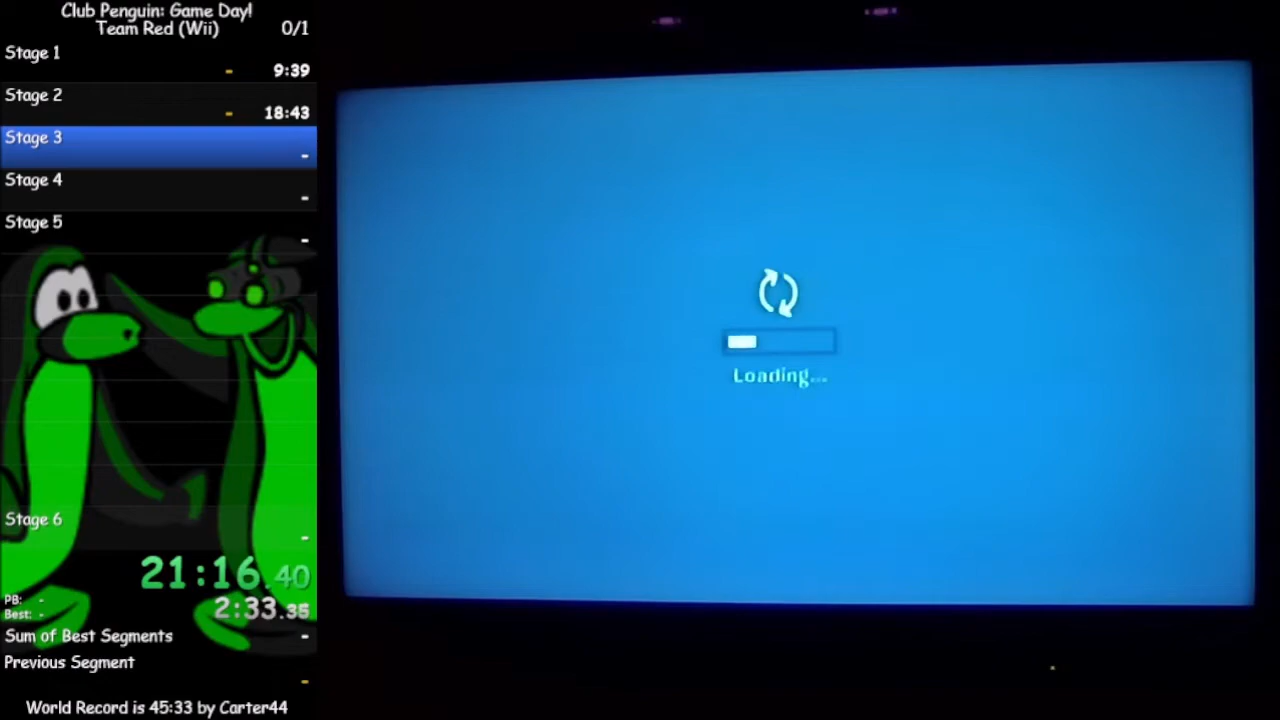 Club Penguin: Game Day!
Team Red (Wii) 0/1
Stage 1
- 9:39
Stage 2
- 18:43
Stage 3
-
Stage 4
-
Stage 5
-
Stage 6
-
21:16.40
PB: -
Best: -
2:33.35
Sum of Best Segments -
Previous Segment
-
World Record is 45:33 by Carter44
Loading...